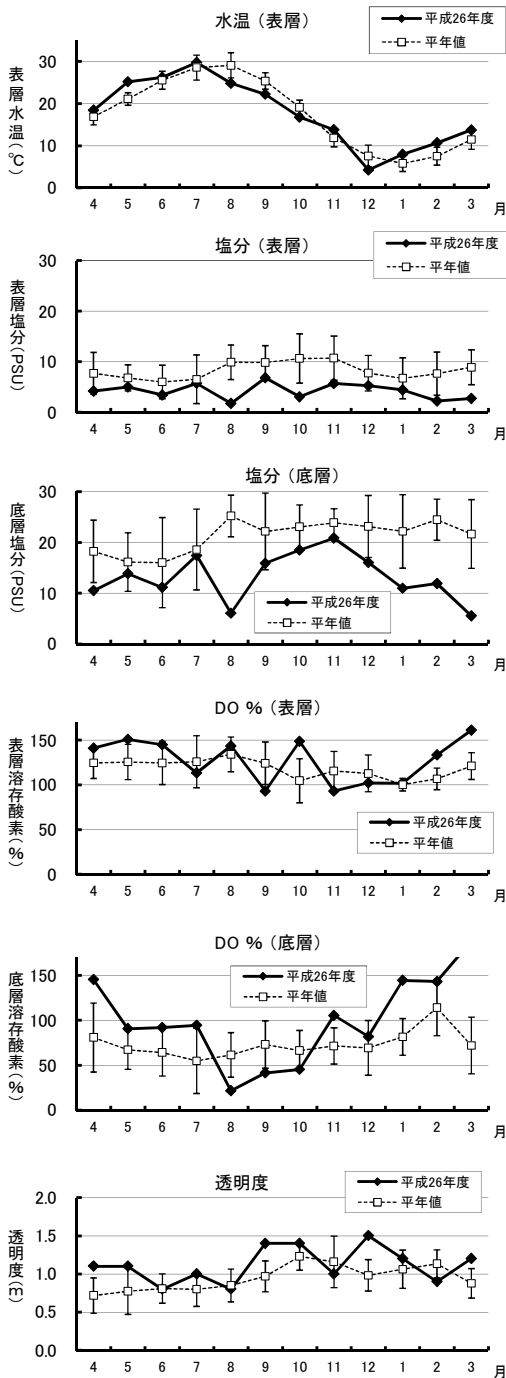 水温（表層）
平成26年度
平年値
表層水温（℃）
30
20
10
0
4 5 6 7 8 9 10 11 12 1 2 3 月
塩分（表層）
平成26年度
平年値
表層塩分（PSU）
30
20
10
0
4 5 6 7 8 9 10 11 12 1 2 3 月
塩分（底層）
平成26年度
平年値
底層塩分（PSU）
30
20
10
0
4 5 6 7 8 9 10 11 12 1 2 3 月
DO %（表層）
平成26年度
平年値
表層溶存酸素（%）
150
100
50
0
4 5 6 7 8 9 10 11 12 1 2 3 月
DO %（底層）
平成26年度
平年値
底層溶存酸素（%）
150
100
50
0
4 5 6 7 8 9 10 11 12 1 2 3 月
透明度
平成26年度
平年値
透明度（m）
2.0
1.5
1.0
0.5
0.0
4 5 6 7 8 9 10 11 12 1 2 3 月